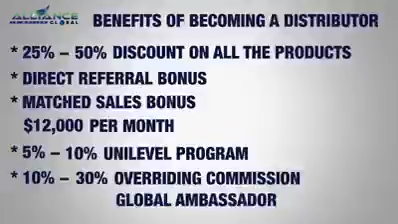 ALLIANCE
GLOBAL
BENEFITS OF BECOMING A DISTRIBUTOR
* 25% – 50% DISCOUNT ON ALL THE PRODUCTS
* DIRECT REFERRAL BONUS
* MATCHED SALES BONUS
$12,000 PER MONTH
* 5% – 10% UNILEVEL PROGRAM
* 10% – 30% OVERRIDING COMMISSION
GLOBAL AMBASSADOR